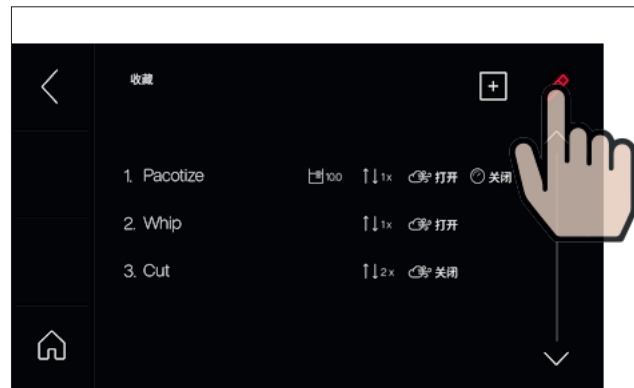 收藏
+
1. Pacotize 100 1x 打开 关闭
2. Whip 1x 打开
3. Cut 2x 关闭